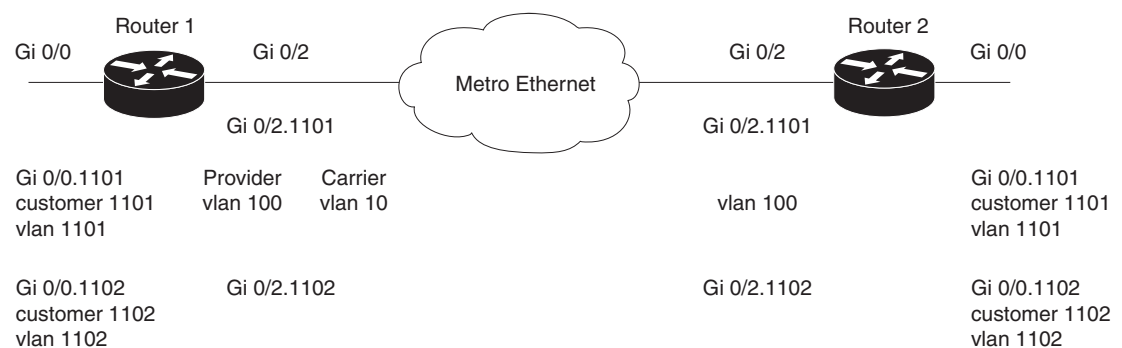 Router 1
Router 2
Gi 0/0
Gi 0/2
Metro Ethernet
Gi 0/2
Gi 0/0
Gi 0/2.1101
Gi 0/2.1101
Gi 0/0.1101
customer 1101
vlan 1101
Provider
vlan 100
Carrier
vlan 10
vlan 100
Gi 0/0.1101
customer 1101
vlan 1101
Gi 0/0.1102
customer 1102
vlan 1102
Gi 0/2.1102
Gi 0/2.1102
Gi 0/0.1102
customer 1102
vlan 1102